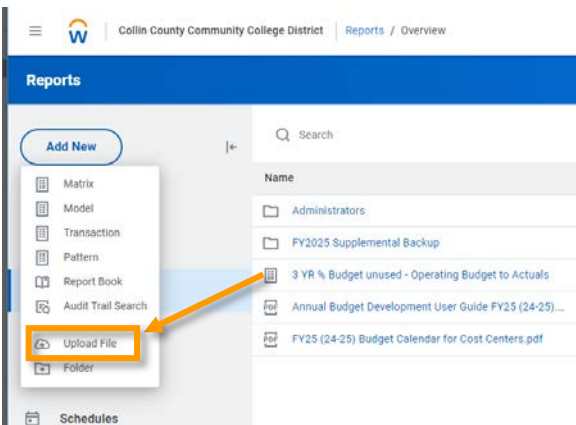 Collin County Community College District Reports / Overview
Reports
Add New
Search
Name
Matrix
Model
Transaction
Pattern
Report Book
Audit Trail Search
Upload File
Folder
Schedules
Administrators
FY2025 Supplemental Backup
3 YR % Budget unused - Operating Budget to Actuals
Annual Budget Development User Guide FY25 (24-25)....
FY25 (24-25) Budget Calendar for Cost Centers.pdf